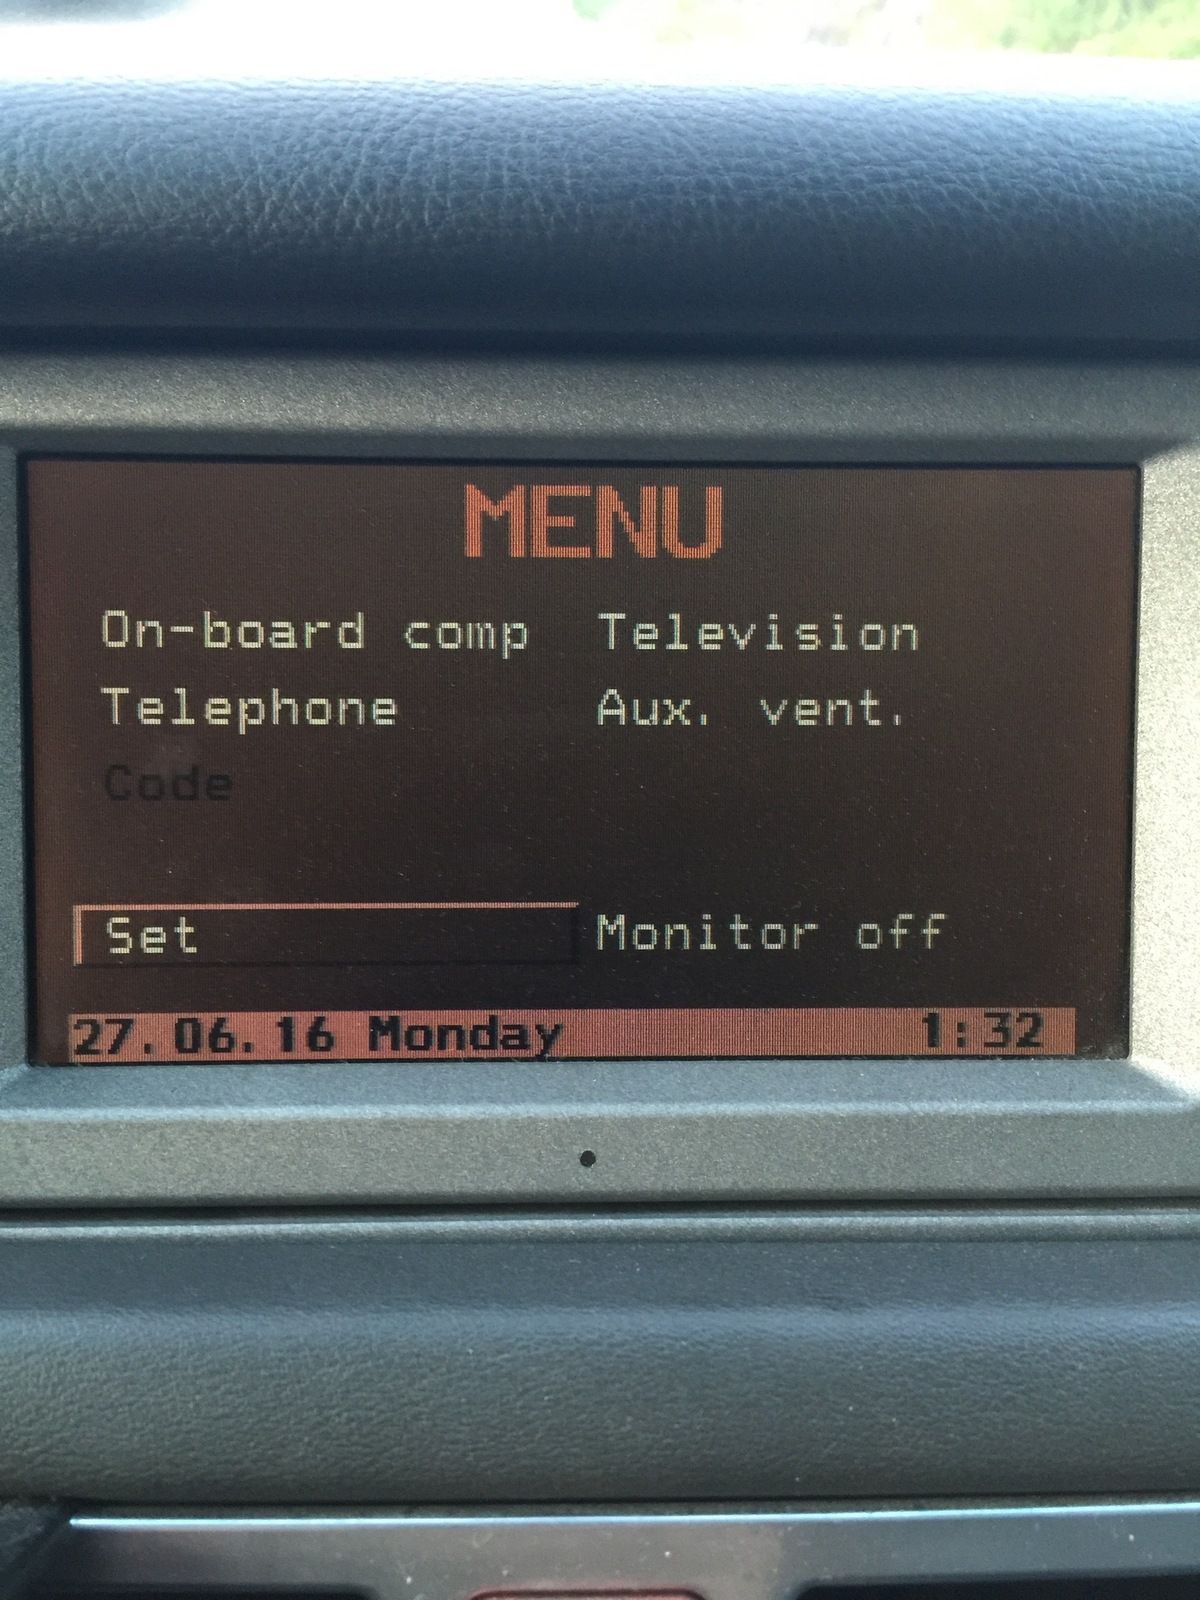 MENU
On-board comp Television
Telephone Aux. vent.
Code
Set Monitor off
27.06.16 Monday 1:32